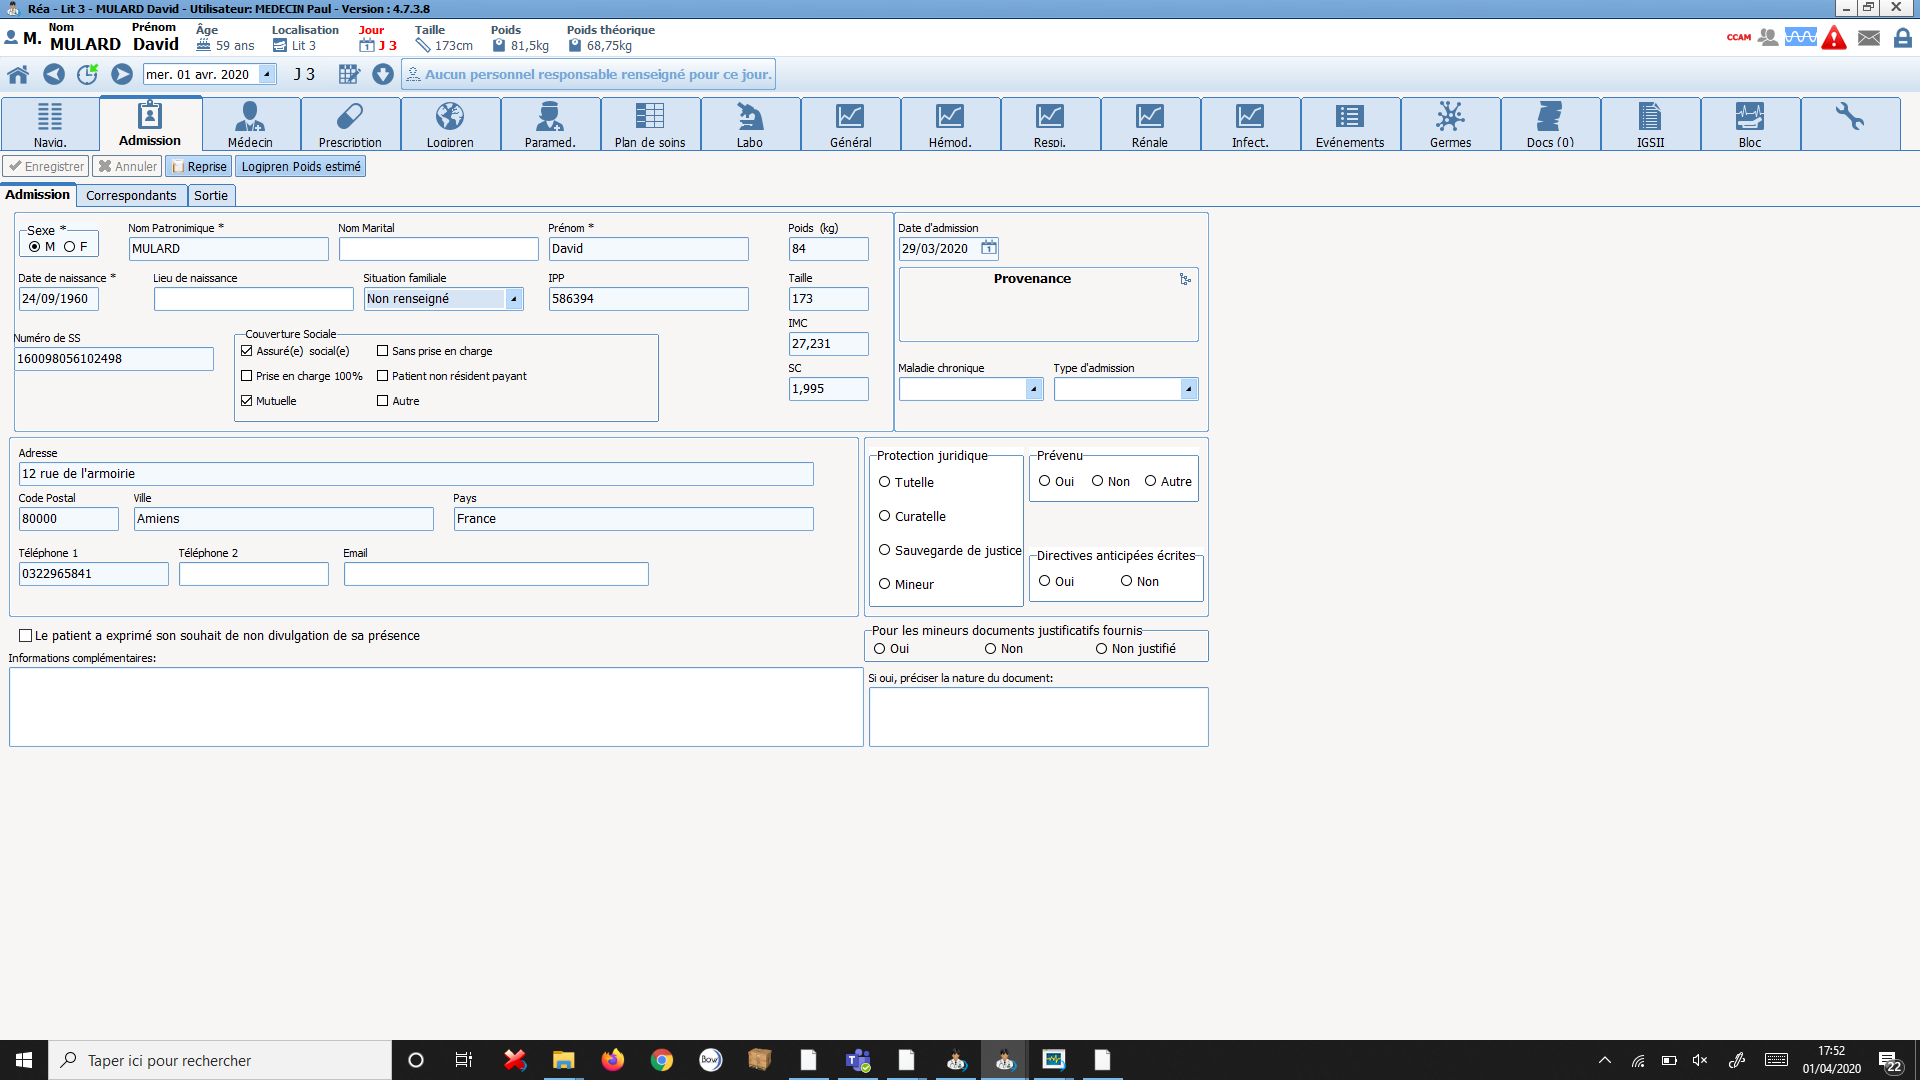 Réa - Lit 3 - MULARD David - Utilisateur: MEDECIN Paul - Version : 4.7.3.8
M.
Nom
MULARD
Prénom
David
Âge
59 ans
Localisation
Lit 3
Jour
J 3
Taille
173cm
Poids
81,5kg
Poids théorique
68,75kg
CCAM
mer. 01 avr. 2020
J 3
Aucun personnel responsable renseigné pour ce jour.
Navig.
Admission
Médecin
Prescription
Logipren
Paramed.
Plan de soins
Labo
Général
Hémod.
Respi.
Rénale
Infect.
Evénements
Germes
Docs (0)
IGSII
Bloc
Enregistrer
Annuler
Reprise
Logipren Poids estimé
Admission
Correspondants
Sortie
Sexe *
M F
Nom Patronimique *
MULARD
Nom Marital
Prénom *
David
Poids (kg)
84
Date d'admission
29/03/2020
Date de naissance *
24/09/1960
Lieu de naissance
Situation familiale
Non renseigné
IPP
586394
Taille
173
Provenance
Numéro de SS
160098056102498
Couverture Sociale
Assuré(e) social(e)
Sans prise en charge
Prise en charge 100%
Patient non résident payant
Mutuelle
Autre
IMC
27,231
SC
1,995
Maladie chronique
Type d'admission
Adresse
12 rue de l'armoirie
Code Postal
80000
Ville
Amiens
Pays
France
Téléphone 1
0322965841
Téléphone 2
Email
Protection juridique
Tutelle
Curatelle
Sauvegarde de justice
Mineur
Prévenu
Oui Non Autre
Directives anticipées écrites
Oui Non
Le patient a exprimé son souhait de non divulgation de sa présence
Informations complémentaires:
Pour les mineurs documents justificatifs fournis
Oui Non Non justifié
Si oui, préciser la nature du document:
Taper ici pour rechercher
Bow
17:52
01/04/2020
22